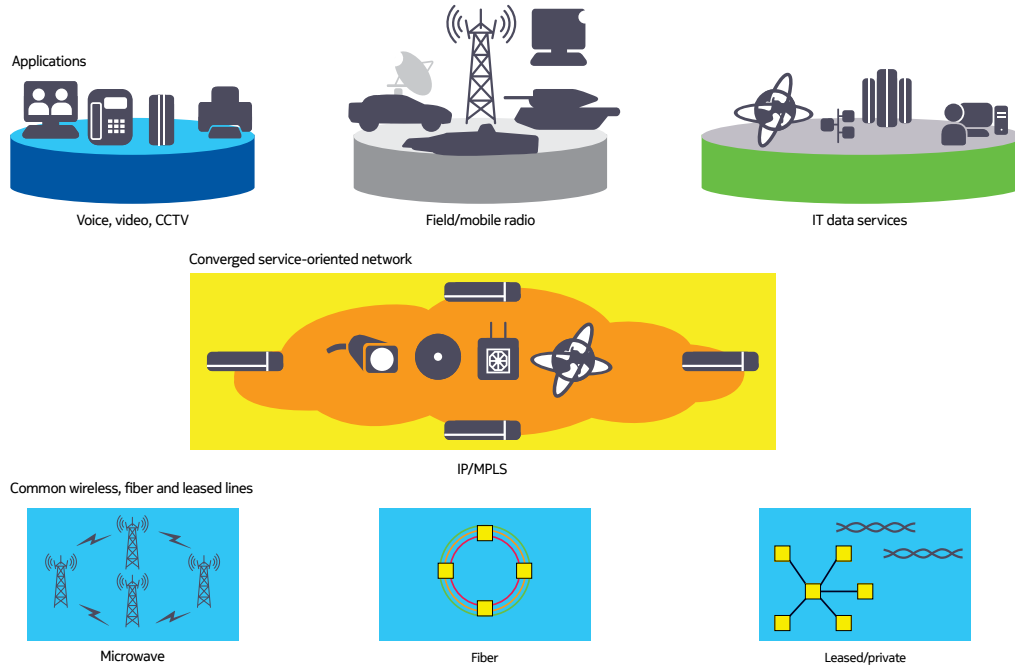 Applications
Voice, video, CCTV
Field/mobile radio
IT data services
Converged service-oriented network
IP/MPLS
Common wireless, fiber and leased lines
Microwave
Fiber
Leased/private